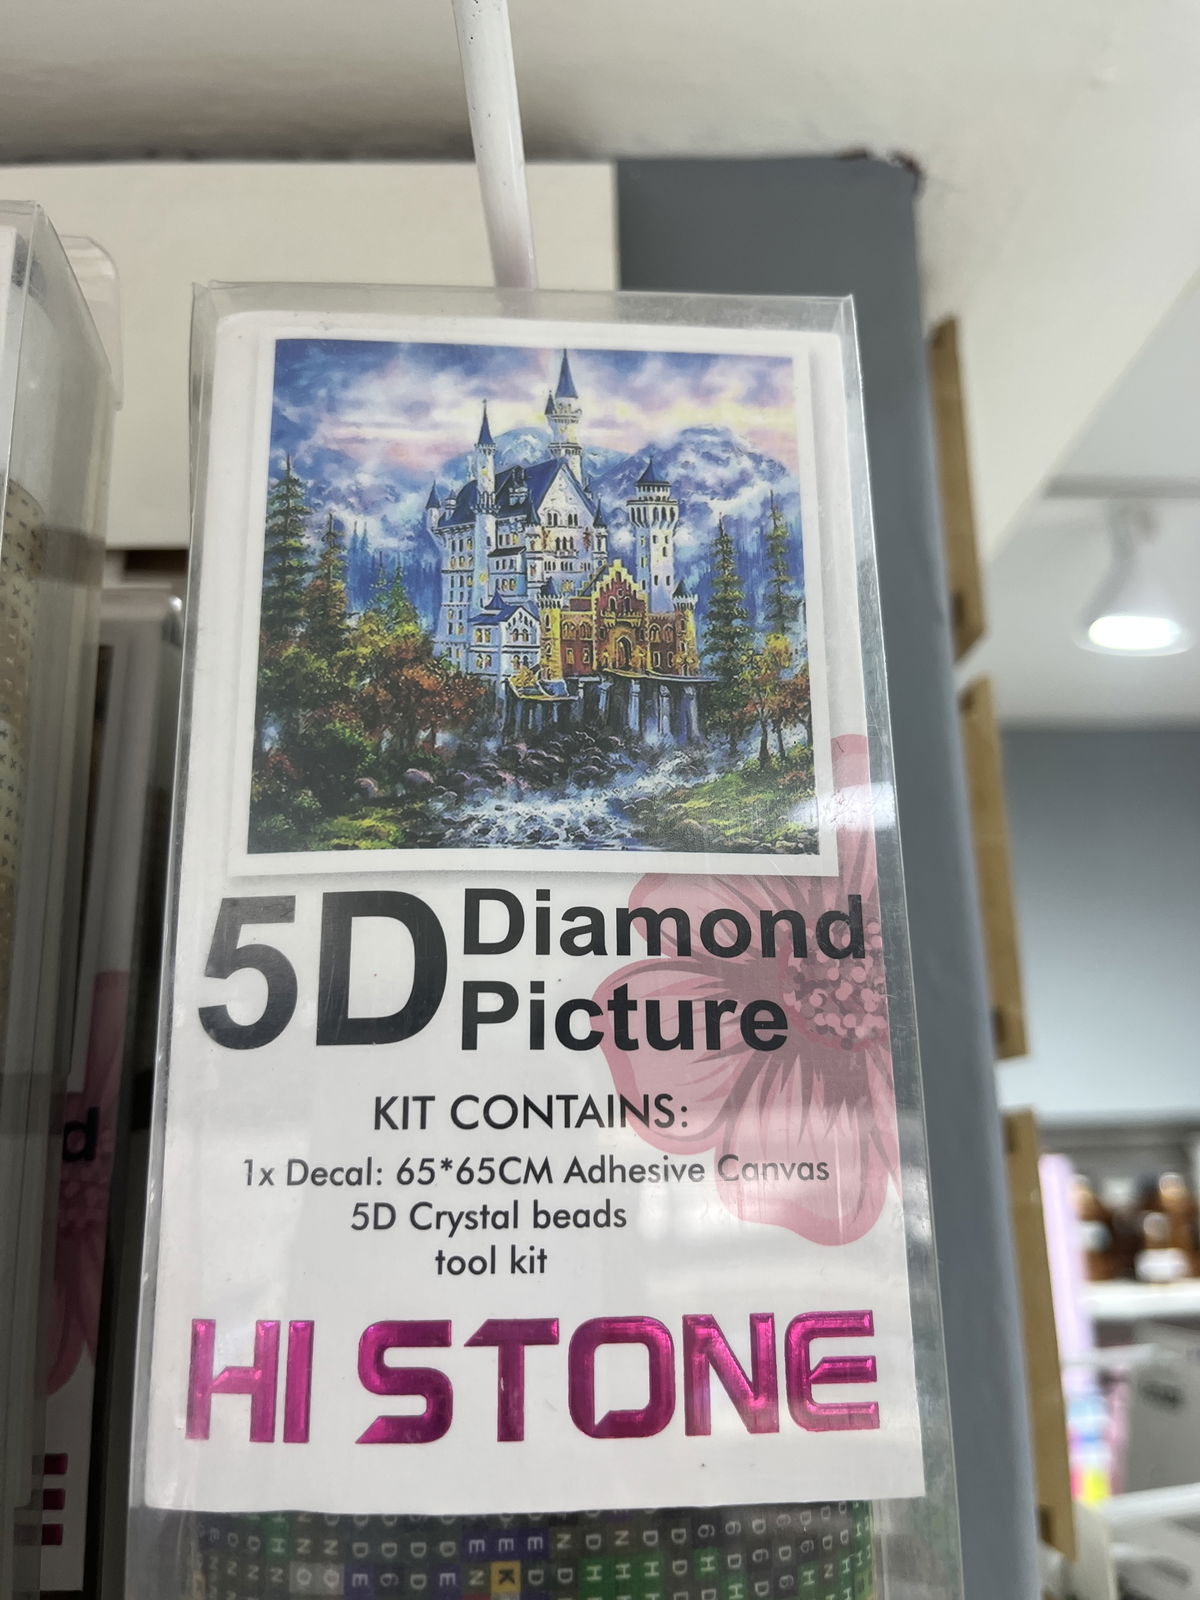 5D Diamond
Picture
KIT CONTAINS:
1x Decal: 65*65CM Adhesive Canvas
5D Crystal beads
tool kit
HI STONE